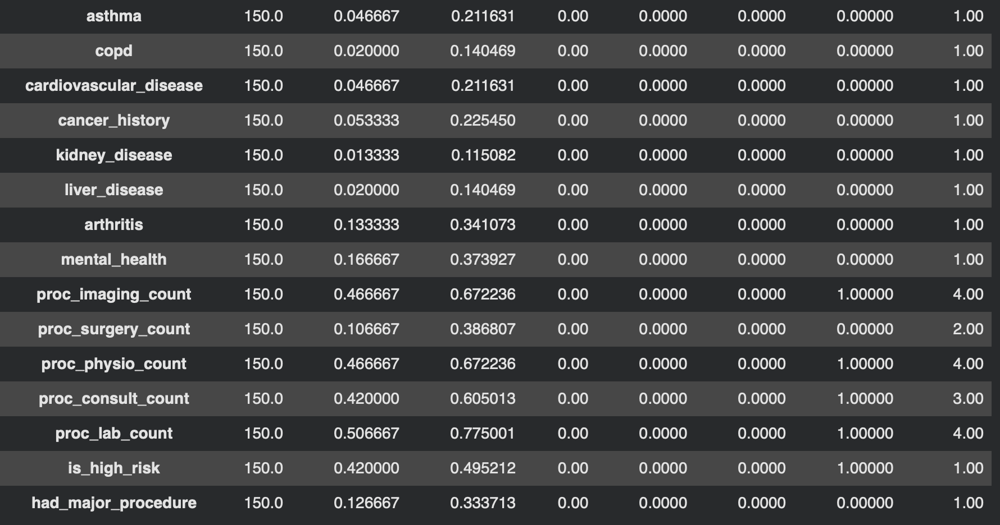 asthma 150.0 0.046667 0.211631 0.00 0.0000 0.0000 0.00000 1.00
copd 150.0 0.020000 0.140469 0.00 0.0000 0.0000 0.00000 1.00
cardiovascular_disease 150.0 0.046667 0.211631 0.00 0.0000 0.0000 0.00000 1.00
cancer_history 150.0 0.053333 0.225450 0.00 0.0000 0.0000 0.00000 1.00
kidney_disease 150.0 0.013333 0.115082 0.00 0.0000 0.0000 0.00000 1.00
liver_disease 150.0 0.020000 0.140469 0.00 0.0000 0.0000 0.00000 1.00
arthritis 150.0 0.133333 0.341073 0.00 0.0000 0.0000 0.00000 1.00
mental_health 150.0 0.166667 0.373927 0.00 0.0000 0.0000 0.00000 1.00
proc_imaging_count 150.0 0.466667 0.672236 0.00 0.0000 0.0000 1.00000 4.00
proc_surgery_count 150.0 0.106667 0.386807 0.00 0.0000 0.0000 0.00000 2.00
proc_physio_count 150.0 0.466667 0.672236 0.00 0.0000 0.0000 1.00000 4.00
proc_consult_count 150.0 0.420000 0.605013 0.00 0.0000 0.0000 1.00000 3.00
proc_lab_count 150.0 0.506667 0.775001 0.00 0.0000 0.0000 1.00000 4.00
is_high_risk 150.0 0.420000 0.495212 0.00 0.0000 0.0000 1.00000 1.00
had_major_procedure 150.0 0.126667 0.333713 0.00 0.0000 0.0000 0.00000 1.00